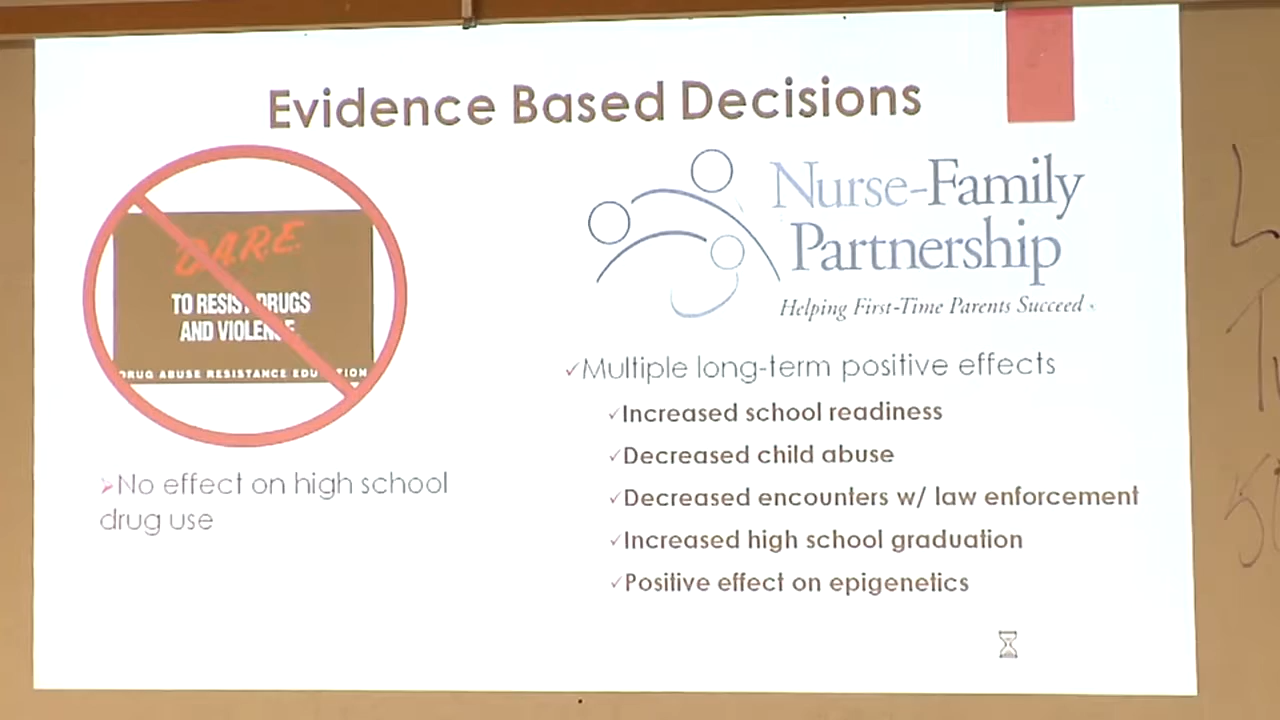 Evidence Based Decisions
D.A.R.E.
TO RESIST DRUGS
AND VIOLENCE
DRUG ABUSE RESISTANCE EDUCATION
➢No effect on high school
drug use
Nurse-Family
Partnership
Helping First-Time Parents Succeed
✓Multiple long-term positive effects
✓Increased school readiness
✓Decreased child abuse
✓Decreased encounters w/ law enforcement
✓Increased high school graduation
✓Positive effect on epigenetics